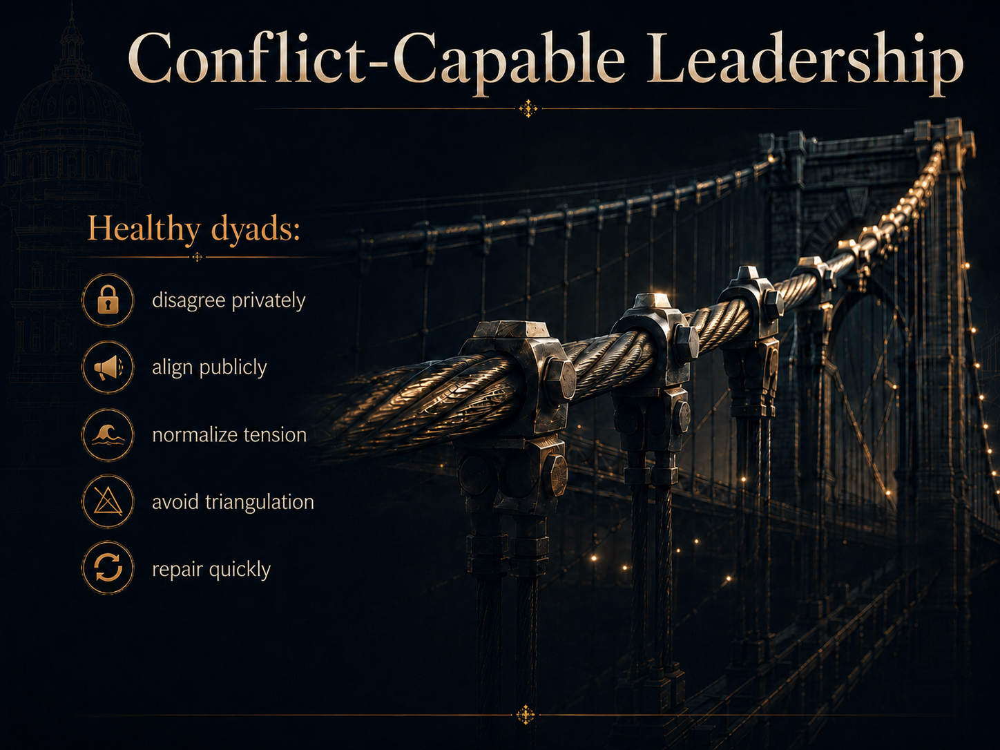 Conflict-Capable Leadership
Healthy dyads:
disagree privately
align publicly
normalize tension
avoid triangulation
repair quickly